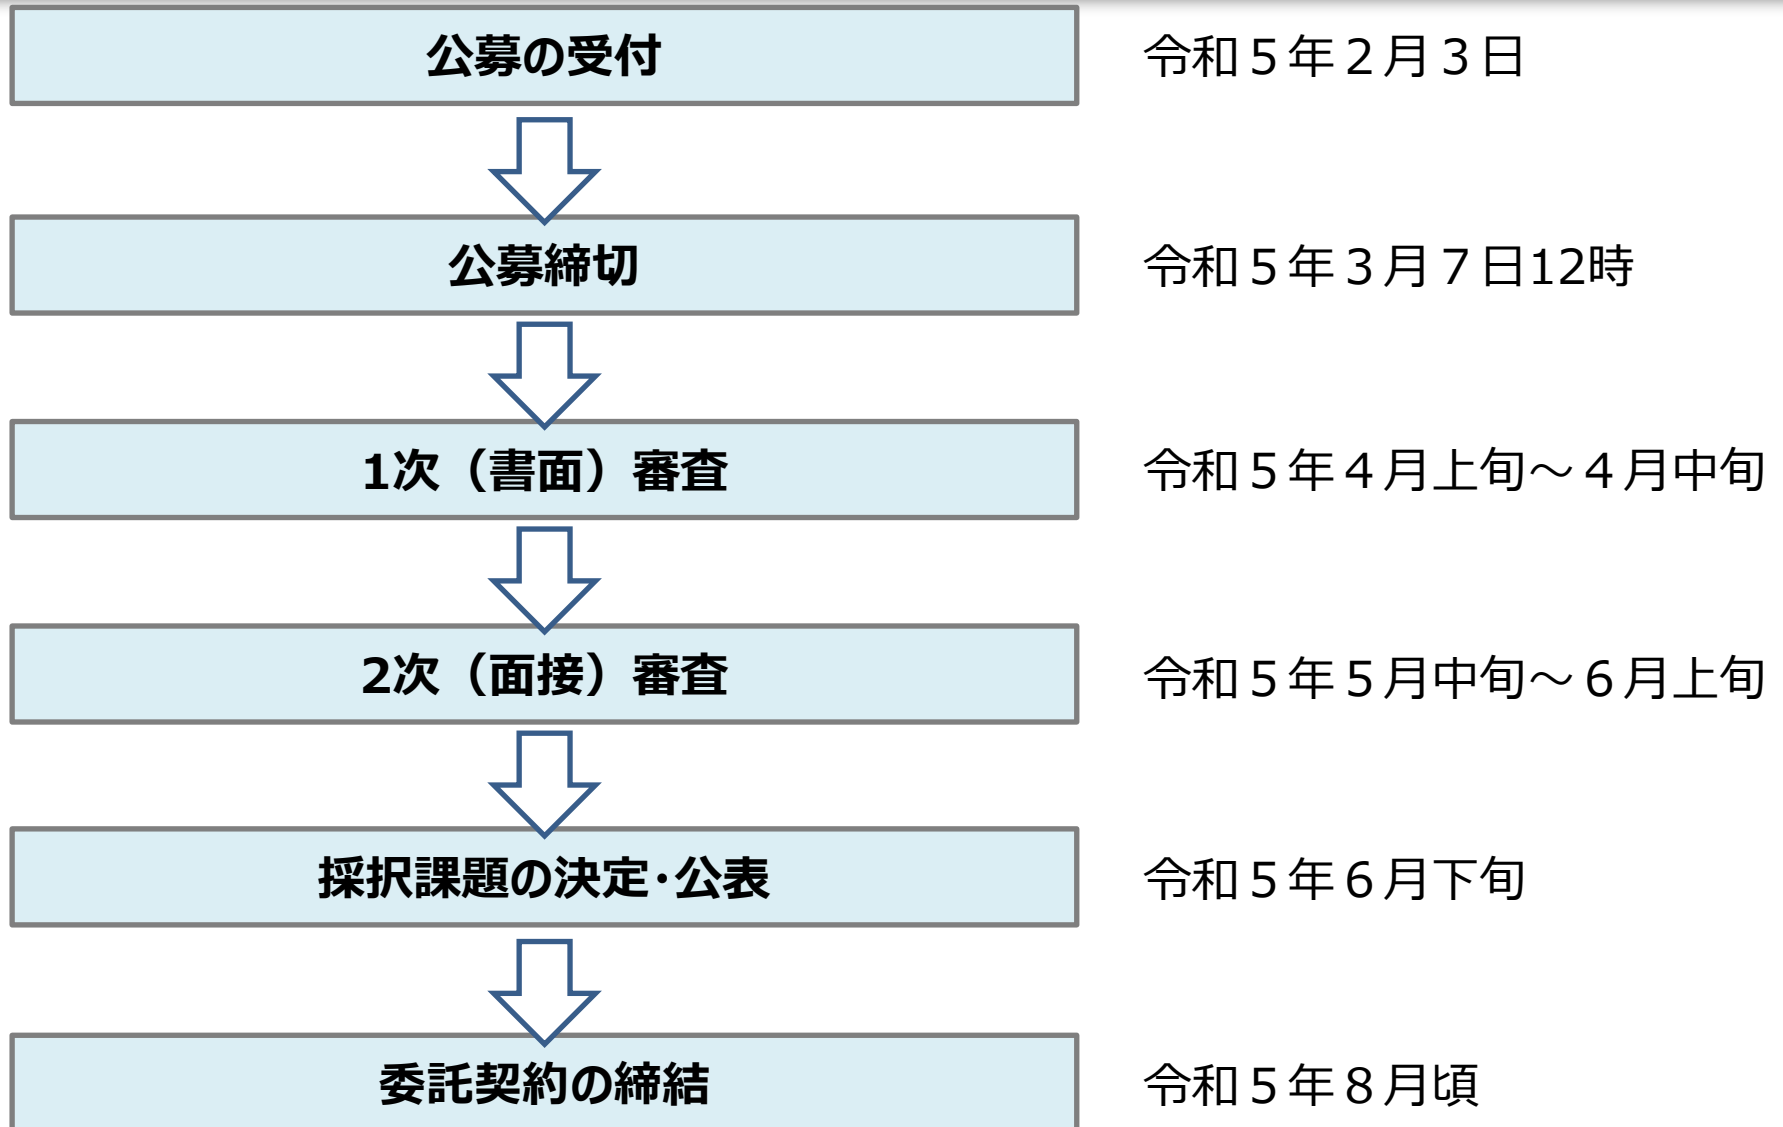 公募の受付
令和５年２月３日
公募締切
令和５年３月７日12時
1次（書面）審査
令和５年４月上旬～４月中旬
2次（面接）審査
令和５年５月中旬～６月上旬
採択課題の決定･公表
令和５年６月下旬
委託契約の締結
令和５年８月頃